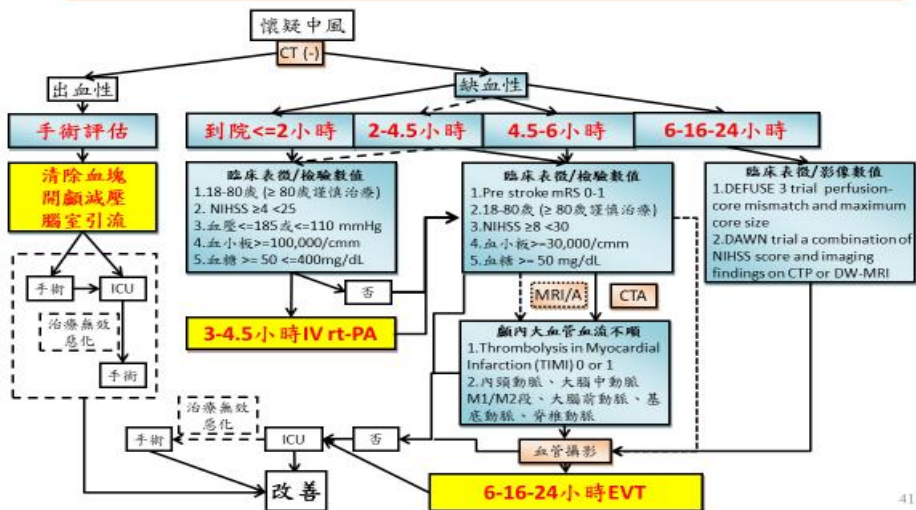 懷疑中風
CT (-)
出血性
缺血性
手術評估
到院<=2小時
2-4.5小時
4.5-6小時
6-16-24小時
清除血塊
開顱減壓
腦室引流
臨床表徵/檢驗數值
1.18-80歲(≥ 80歲謹慎治療)
2. NIHSS ≥4 <25
3.血壓<=185或<=110 mmHg
4.血小板>=100,000/cmm
5.血糖>= 50 <=400mg/dL
臨床表徵/檢驗數值
1.Pre stroke mRS 0-1
2.18-80歲(≥ 80歲謹慎治療)
3.NIHSS ≥8 <30
4.血小板>=30,000/cmm
5.血糖 >= 50 mg/dL
臨床表徵/影像數值
1.DEFUSE 3 trial perfusion-
core mismatch and maximum
core size
2.DAWN trial a combination of
NIHSS score and imaging
findings on CTP or DW-MRI
手術
ICU
否
MRI/A
CTA
治療無效
惡化
手術
3-4.5小時IV rt-PA
顱內大血管血流不順
1.Thrombolysis in Myocardial
Infarction (TIMI) 0 or 1
2.內頸動脈、大腦中動脈
M1/M2段、大腦前動脈、基
底動脈、脊椎動脈
治療無效
惡化
手術
ICU
否
血管攝影
改善
6-16-24小時EVT
41